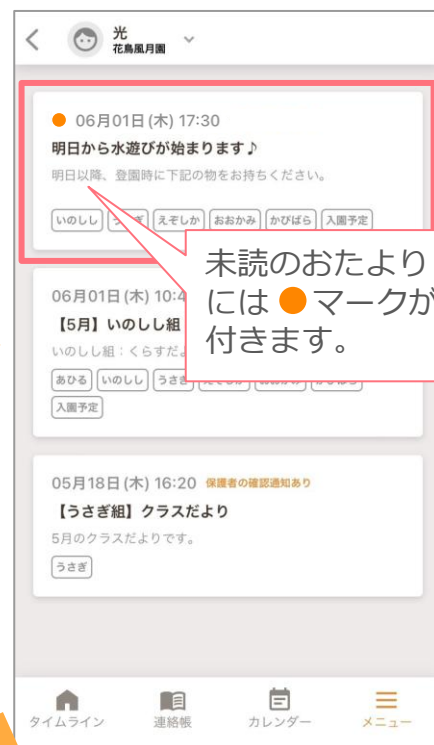 光
花鳥風月園
06月01日(木) 17:30
明日から水遊びが始まります♪
明日以降、登園時に下記の物をお持ちください。
いのしし えぞしか おおかみ かぴばら 入園予定
未読のおたより
には●マークが
付きます。
06月01日(木) 10:4
【5月】いのしし組
いのしし組：くらすだよ
あひる いのしし うさぎ
入園予定
05月18日(木) 16:20 保護者の確認通知あり
【うさぎ組】クラスだより
5月のクラスだよりです。
うさぎ
タイムライン 連絡帳 カレンダー メニュー